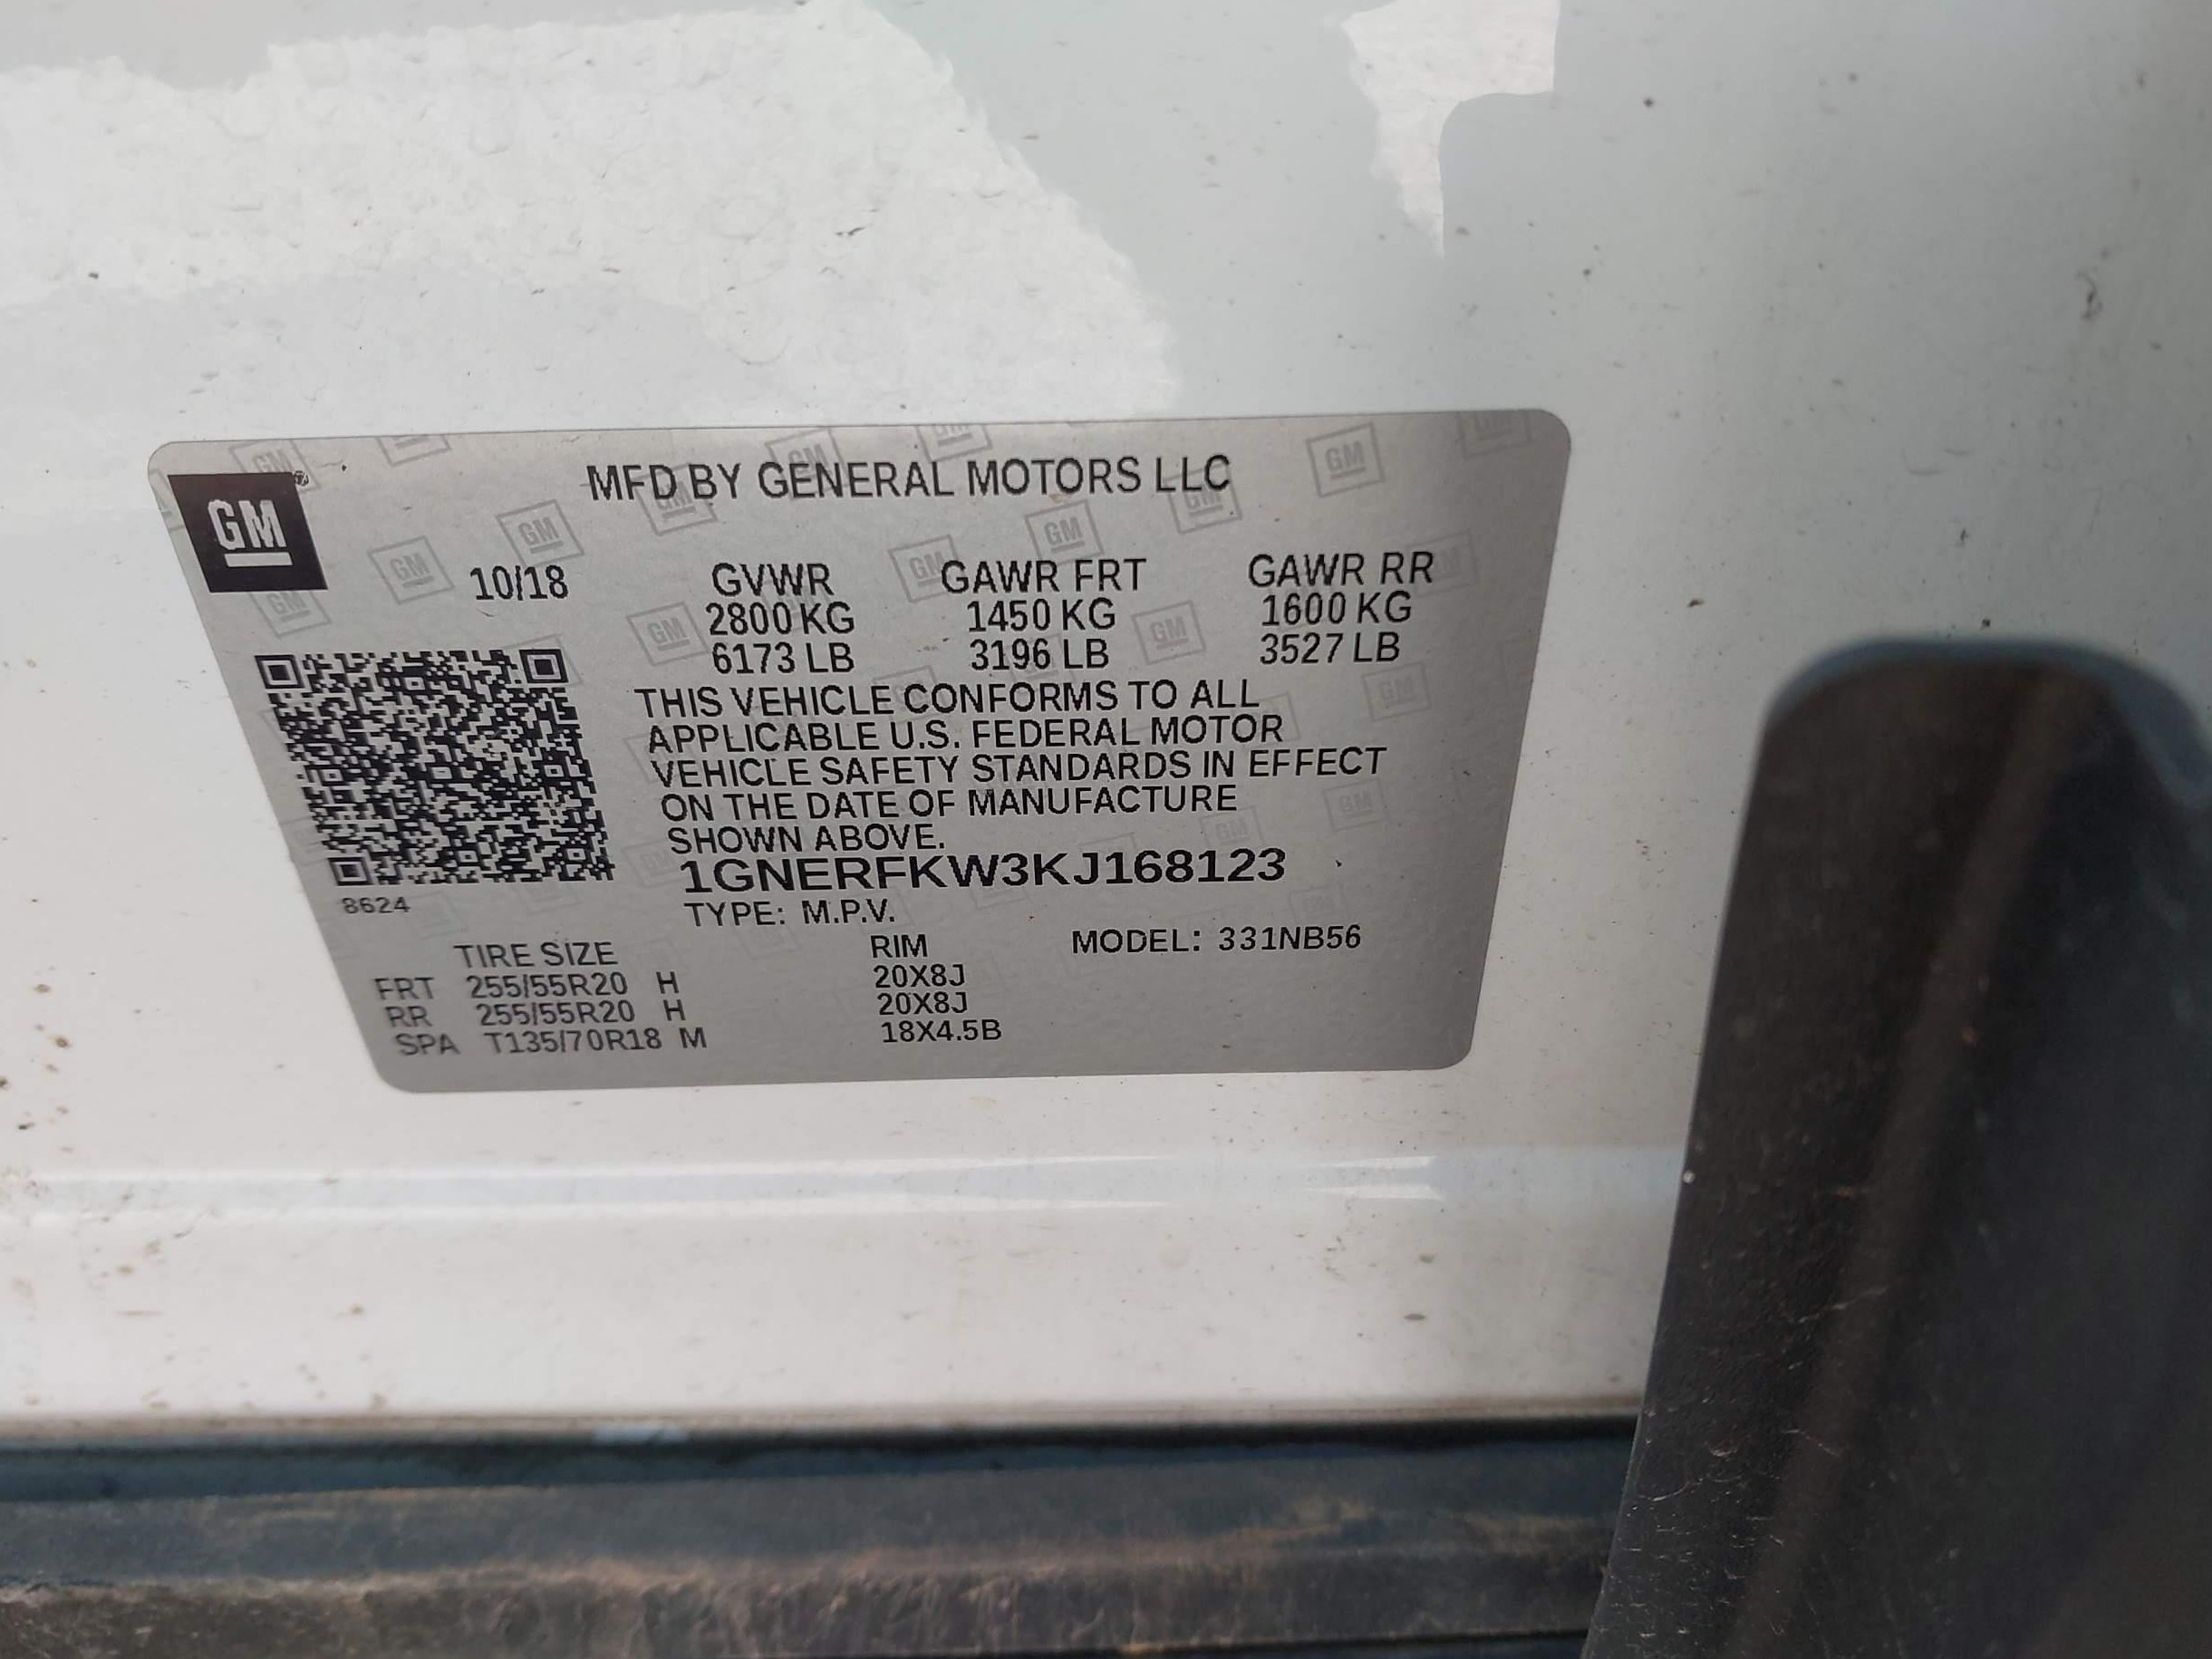 GM
MFD BY GENERAL MOTORS LLC
10/18 GVWR GAWR FRT GAWR RR
2800 KG 1450 KG 1600 KG
6173 LB 3196 LB 3527 LB
THIS VEHICLE CONFORMS TO ALL
APPLICABLE U.S. FEDERAL MOTOR
VEHICLE SAFETY STANDARDS IN EFFECT
ON THE DATE OF MANUFACTURE
SHOWN ABOVE.
1GNERFKW3KJ168123
8624
TYPE: M.P.V.
TIRE SIZE RIM MODEL: 331NB56
FRT 255/55R20 H 20X8J
RR 255/55R20 H 20X8J
SPA T135/70R18 M 18X4.5B